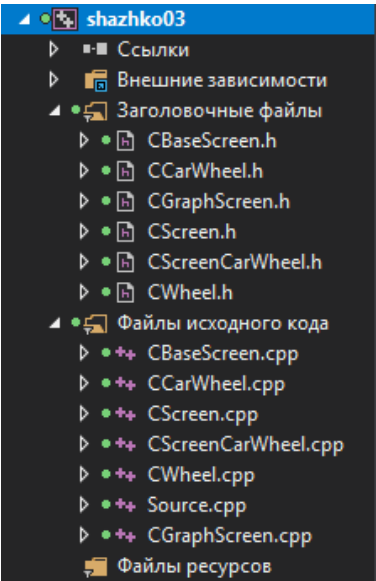 shazhko03
Ссылки
Внешние зависимости
Заголовочные файлы
CBaseScreen.h
CCarWheel.h
CGraphScreen.h
CScreen.h
CScreenCarWheel.h
CWheel.h
Файлы исходного кода
CBaseScreen.cpp
CCarWheel.cpp
CScreen.cpp
CScreenCarWheel.cpp
CWheel.cpp
Source.cpp
CGraphScreen.cpp
Файлы ресурсов